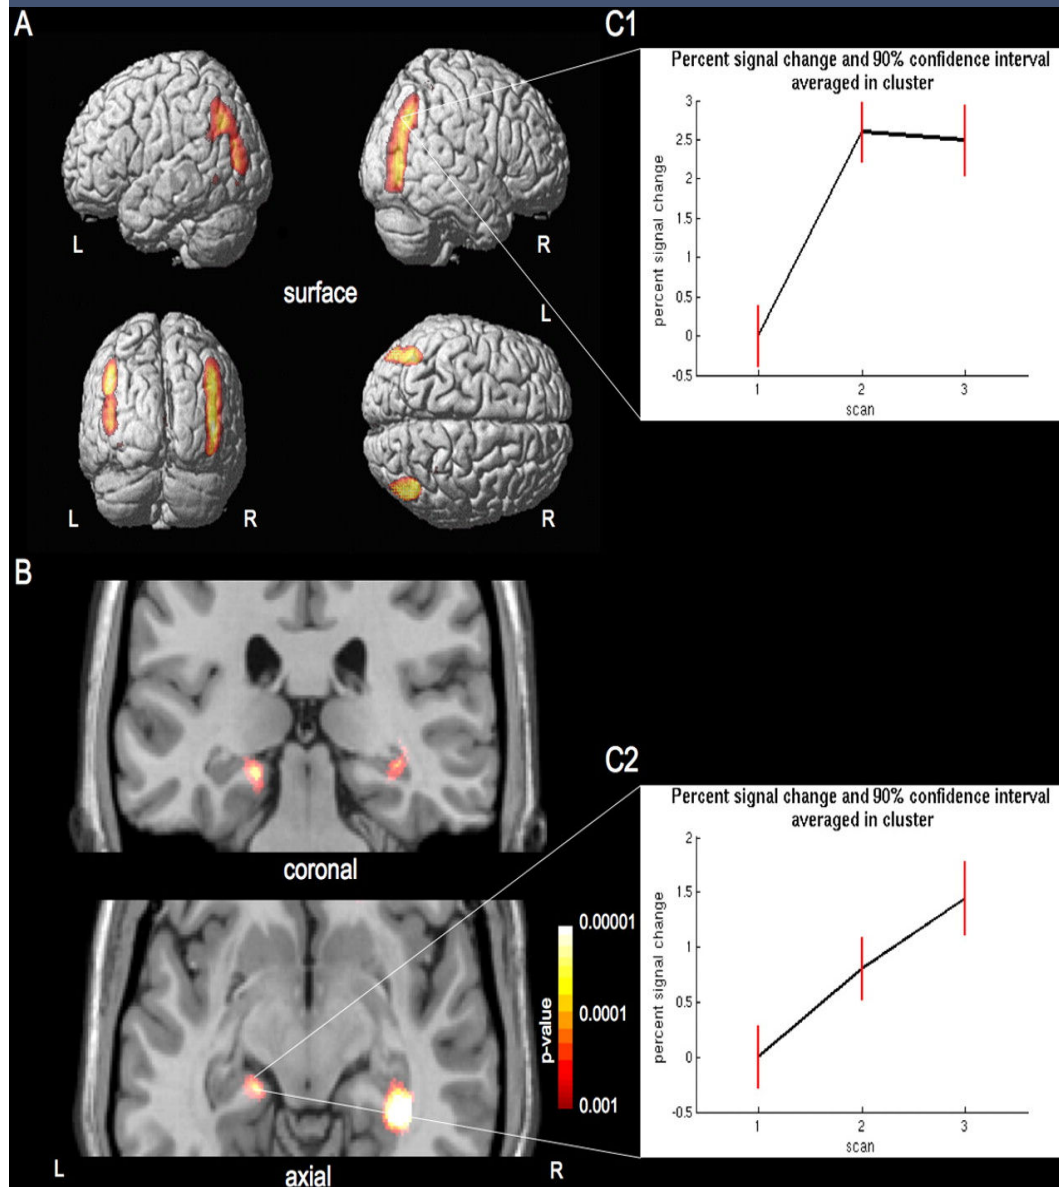 A
L
R
surface
L
L
R
R
C1
Percent signal change and 90% confidence interval
averaged in cluster
percent signal change
3
2.5
2
1.5
1
0.5
0
-0.5
1 2 3
scan
B
coronal
0.00001
0.0001
0.001
p-value
L
axial
R
C2
Percent signal change and 90% confidence interval
averaged in cluster
percent signal change
2
1.5
1
0.5
0
-0.5
1 2 3
scan